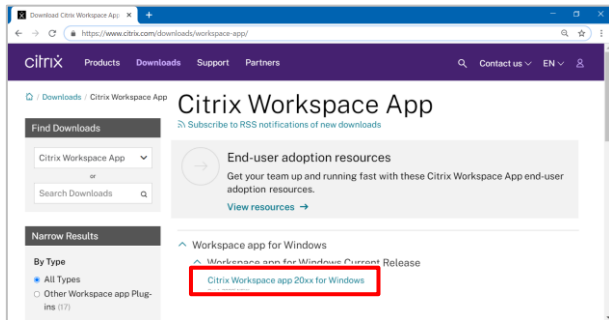 Download Citrix Workspace App
https://www.citrix.com/downloads/workspace-app/
citrix Products Downloads Support Partners Contact us EN
/ Downloads / Citrix Workspace App
Citrix Workspace App
Subscribe to RSS notifications of new downloads
Find Downloads
Citrix Workspace App
or
Search Downloads
End-user adoption resources
Get your team up and running fast with these Citrix Workspace App end-user
adoption resources.
View resources →
Narrow Results
By Type
All Types
Other Workspace app Plug-
ins (17)
Workspace app for Windows
Workspace app for Windows Current Release
Citrix Workspace app 20xx for Windows